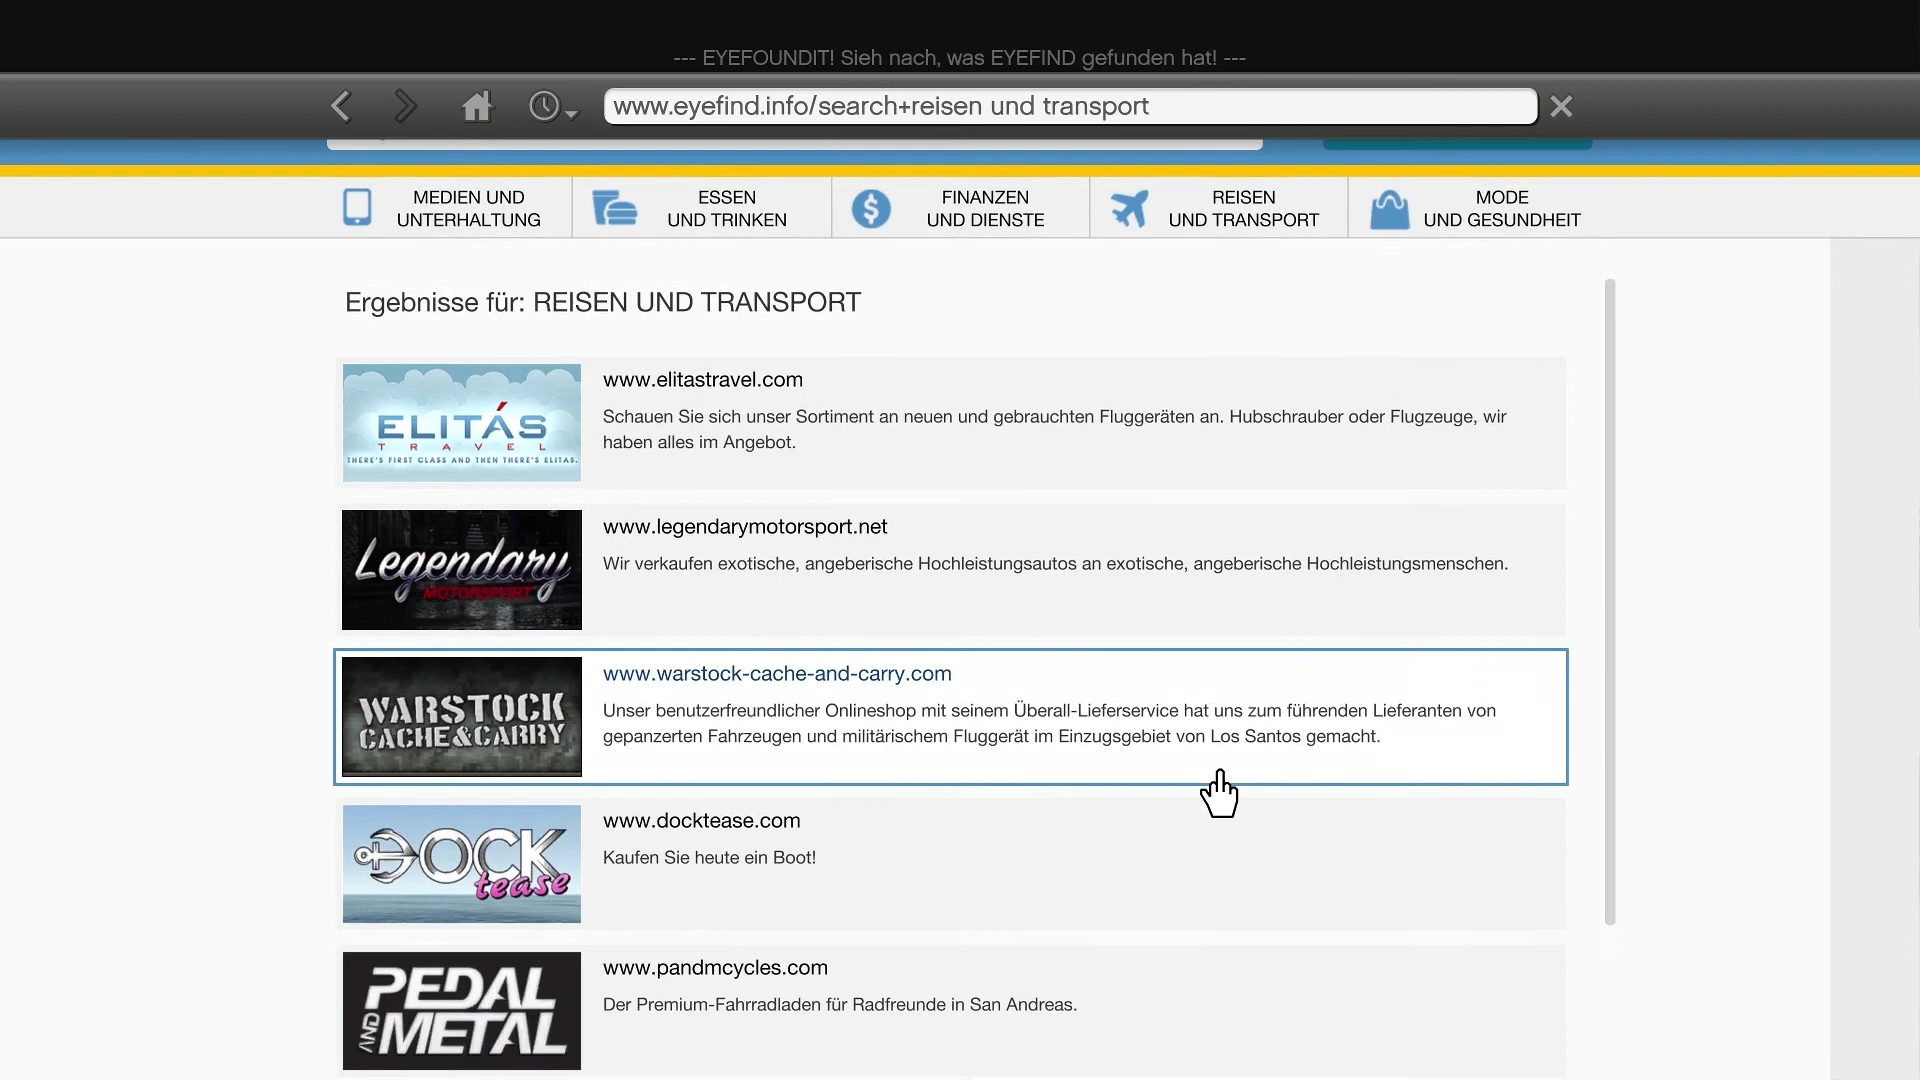 --- EYEFOUNDIT! Sieh nach, was EYEFIND gefunden hat! ---
www.eyefind.info/search+reisen und transport
MEDIEN UND
UNTERHALTUNG
ESSEN
UND TRINKEN
FINANZEN
UND DIENSTE
REISEN
UND TRANSPORT
MODE
UND GESUNDHEIT
Ergebnisse für: REISEN UND TRANSPORT
ELITÁS
TRAVEL
THERE'S FIRST CLASS AND THEN THERE'S ELITAS.
www.elitastravel.com
Schauen Sie sich unser Sortiment an neuen und gebrauchten Fluggeräten an. Hubschrauber oder Flugzeuge, wir
haben alles im Angebot.
Legendary
MOTORSPORT
www.legendarymotorsport.net
Wir verkaufen exotische, angeberische Hochleistungsautos an exotische, angeberische Hochleistungsmenschen.
WARSTOCK
CACHE&CARRY
www.warstock-cache-and-carry.com
Unser benutzerfreundlicher Onlineshop mit seinem Überall-Lieferservice hat uns zum führenden Lieferanten von
gepanzerten Fahrzeugen und militärischem Fluggerät im Einzugsgebiet von Los Santos gemacht.
DOCK
tease
www.docktease.com
Kaufen Sie heute ein Boot!
PEDAL
AND METAL
www.pandmcycles.com
Der Premium-Fahrradladen für Radfreunde in San Andreas.